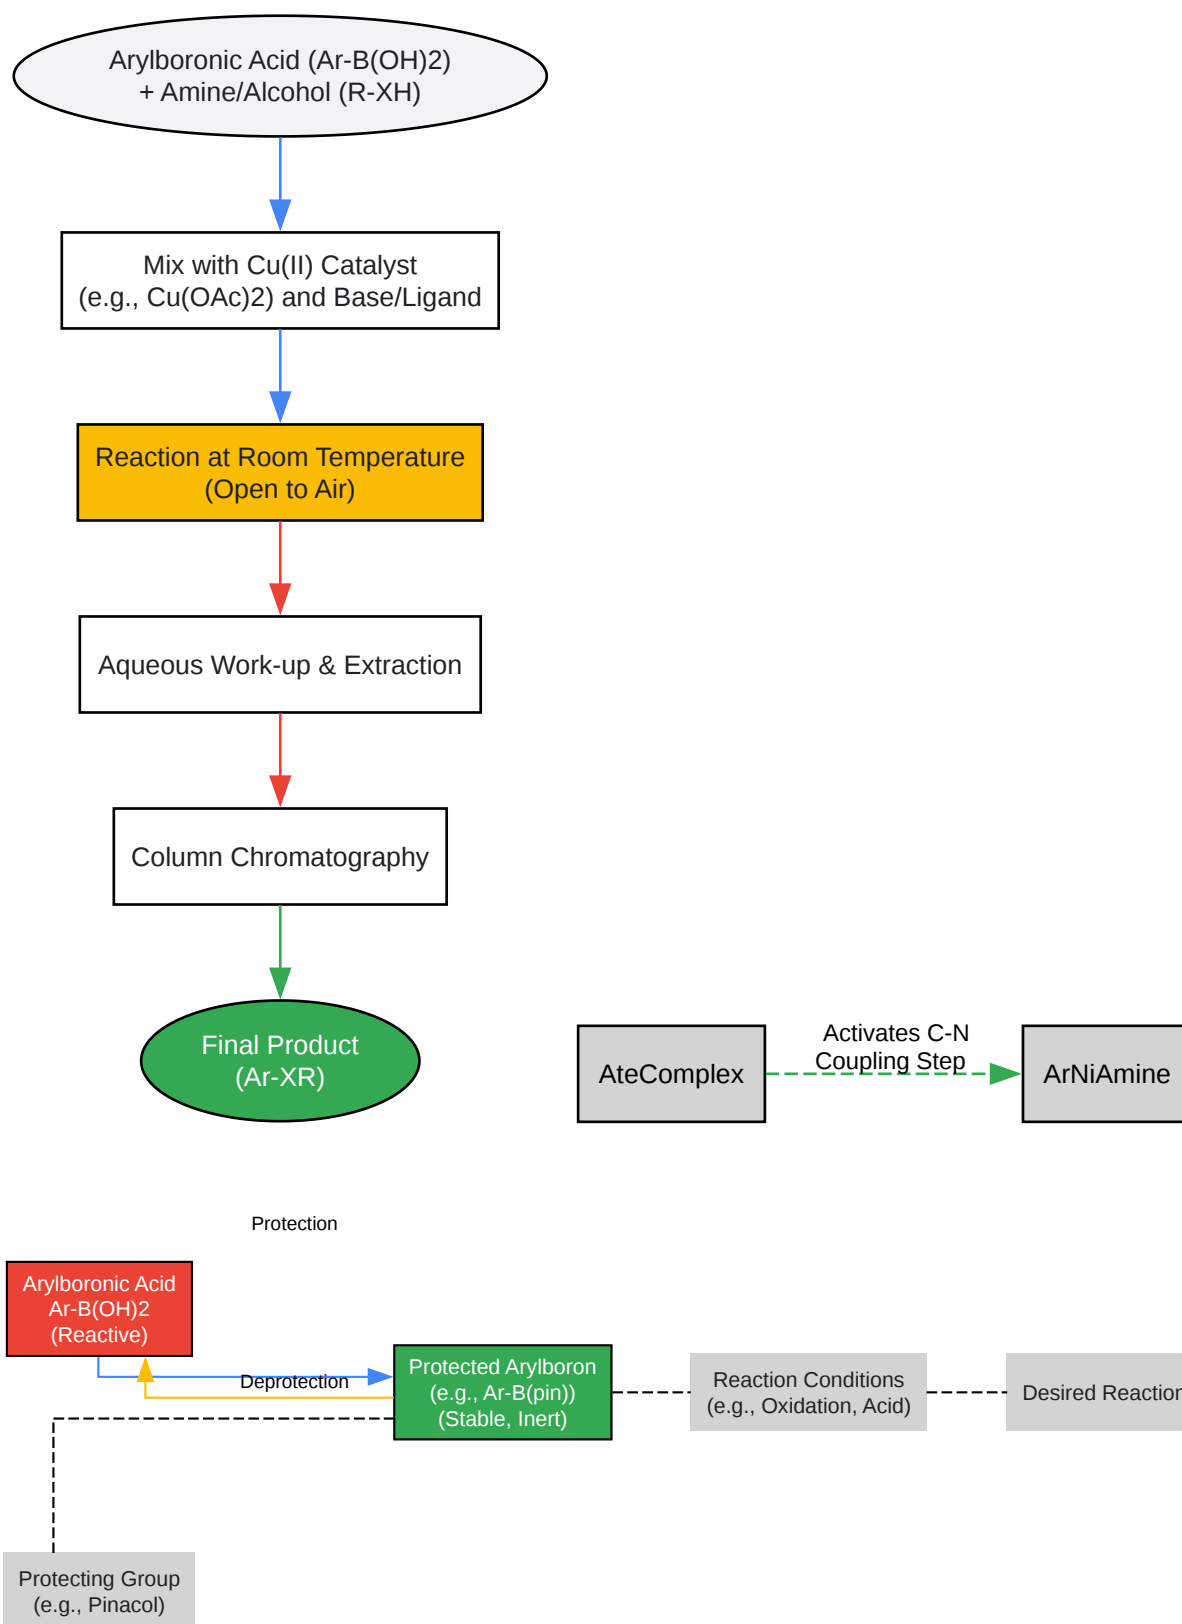 Arylboronic Acid (Ar-B(OH)2)
+ Amine/Alcohol (R-XH)
Mix with Cu(II) Catalyst
(e.g., Cu(OAc)2) and Base/Ligand
Reaction at Room Temperature
(Open to Air)
Aqueous Work-up & Extraction
Column Chromatography
Final Product
(Ar-XR)
AteComplex
Activates C-N
Coupling Step
ArNiAmine
Protection
Arylboronic Acid
Ar-B(OH)2
(Reactive)
Deprotection
Protected Arylboron
(e.g., Ar-B(pin))
(Stable, Inert)
Reaction Conditions
(e.g., Oxidation, Acid)
Desired Reaction
Protecting Group
(e.g., Pinacol)